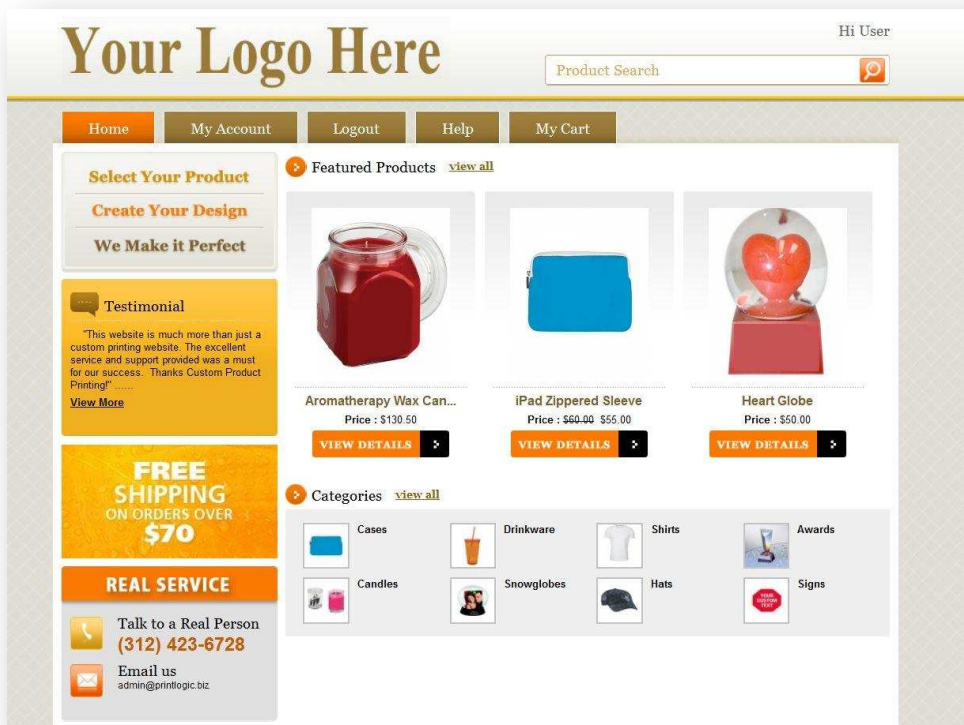 Your Logo Here
Hi User
Product Search
Home
My Account
Logout
Help
My Cart
Select Your Product
Create Your Design
We Make it Perfect
Testimonial
"This website is much more than just a
custom printing website. The excellent
service and support provided was a must
for our success.  Thanks Custom Product
Printing!" ......
View More
FREE
SHIPPING
ON ORDERS OVER
$70
REAL SERVICE
Talk to a Real Person
(312) 423-6728
Email us
admin@printlogic.biz
Featured Products
view all
Aromatherapy Wax Can...
Price : $130.50
VIEW DETAILS
iPad Zippered Sleeve
Price : $60.00 $55.00
VIEW DETAILS
Heart Globe
Price : $50.00
VIEW DETAILS
Categories
view all
Cases
Drinkware
Shirts
Awards
Candles
Snowglobes
Hats
Signs
YOUR
CUSTOM
TEXT